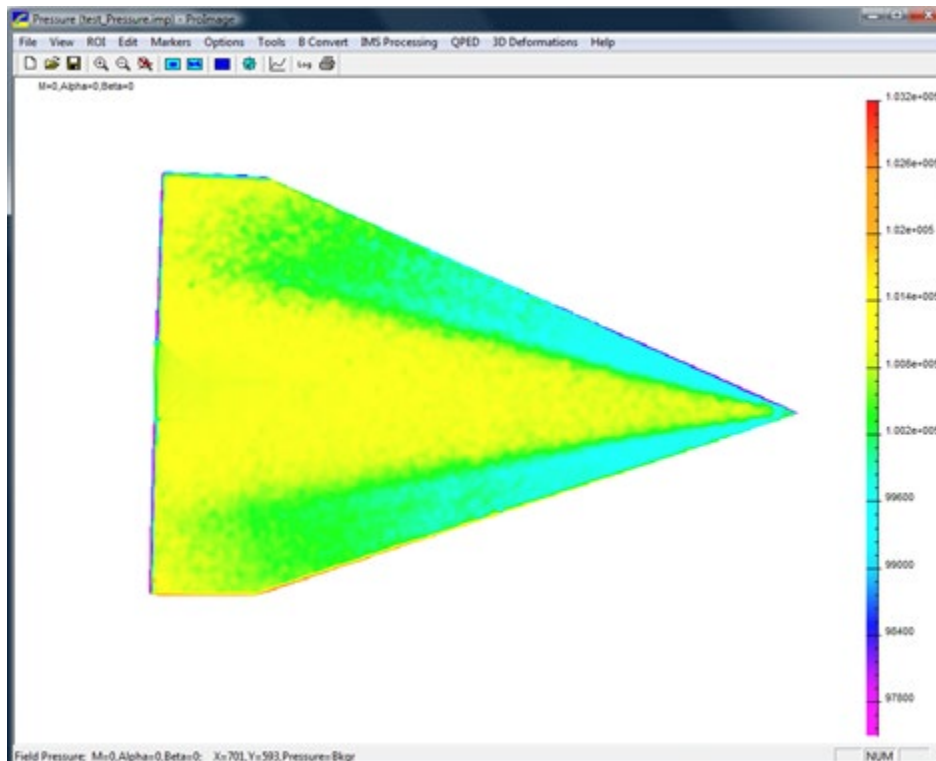 Pressure (test_Pressure.imp) - ProImage
File View ROI Edit Markers Options Tools B Convert IMS Processing QPED 3D Deformations Help
Log
M=0,Alpha=0,Beta=0
1.032e+005
1.026e+005
1.02e+005
1.014e+005
1.008e+005
1.002e+005
99600
99000
98400
97800
Field Pressure: M=0,Alpha=0,Beta=0: X=701,Y=593,Pressure=Bkgr
NUM